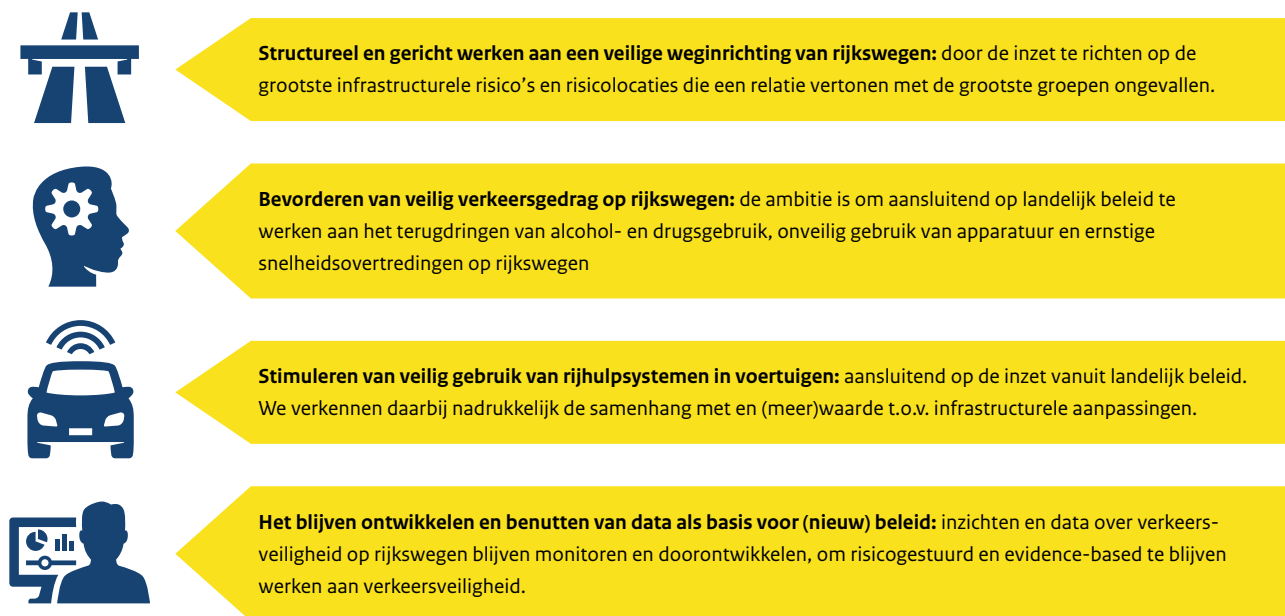 Structureel en gericht werken aan een veilige weginrichting van rijkswegen: door de inzet te richten op de
grootste infrastructurele risico’s en risicolocaties die een relatie vertonen met de grootste groepen ongevallen.
Bevorderen van veilig verkeersgedrag op rijkswegen: de ambitie is om aansluitend op landelijk beleid te
werken aan het terugdringen van alcohol- en drugsgebruik, onveilig gebruik van apparatuur en ernstige
snelheidsovertredingen op rijkswegen
Stimuleren van veilig gebruik van rijhulpsystemen in voertuigen: aansluitend op de inzet vanuit landelijk beleid.
We verkennen daarbij nadrukkelijk de samenhang met en (meer)waarde t.o.v. infrastructurele aanpassingen.
Het blijven ontwikkelen en benutten van data als basis voor (nieuw) beleid: inzichten en data over verkeers-
veiligheid op rijkswegen blijven monitoren en doorontwikkelen, om risicogestuurd en evidence-based te blijven
werken aan verkeersveiligheid.